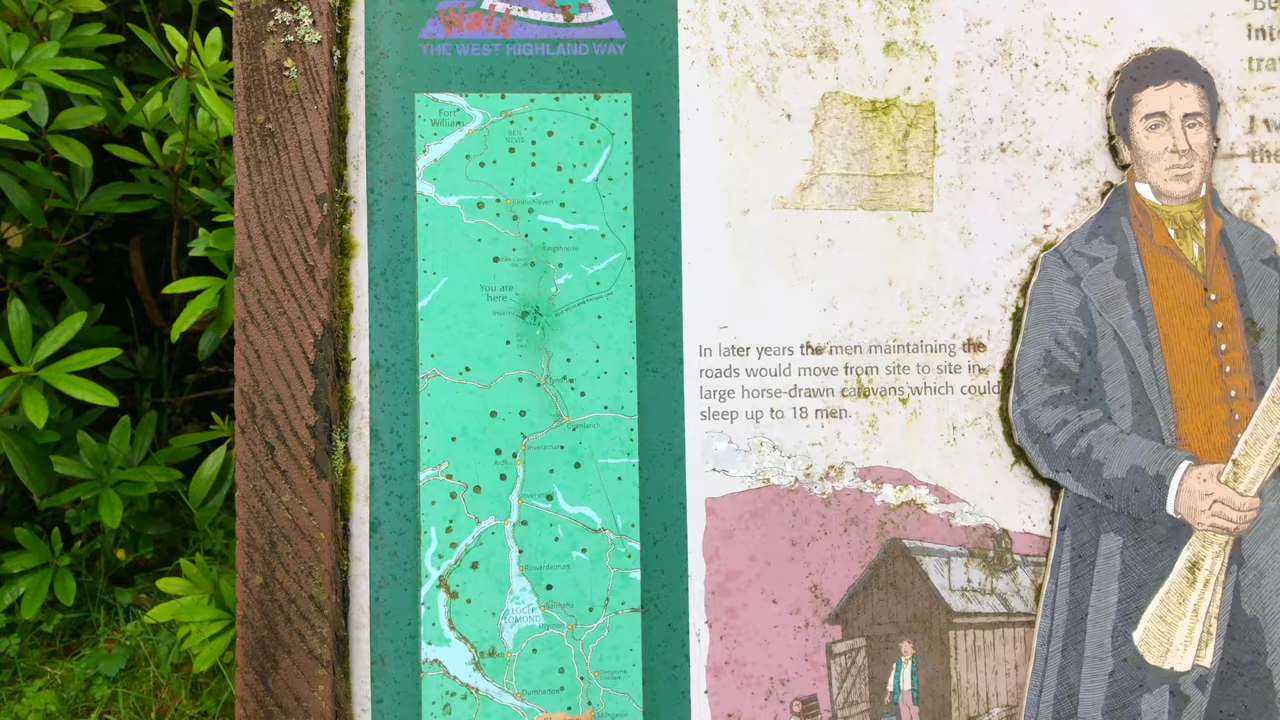 Walk
THE WEST HIGHLAND WAY
Fort
William
BEN
NEVIS
Kinlochleven
Kingshouse
You are
here
Tyndrum
Crianlarich
Inverarnan
Rowardennan
LOCH
LOMOND
Balmaha
Drymen
Dumbarton
Milngavie
In later years the men maintaining the
roads would move from site to site in
large horse-drawn caravans,which could
sleep up to 18 men.
into
I w